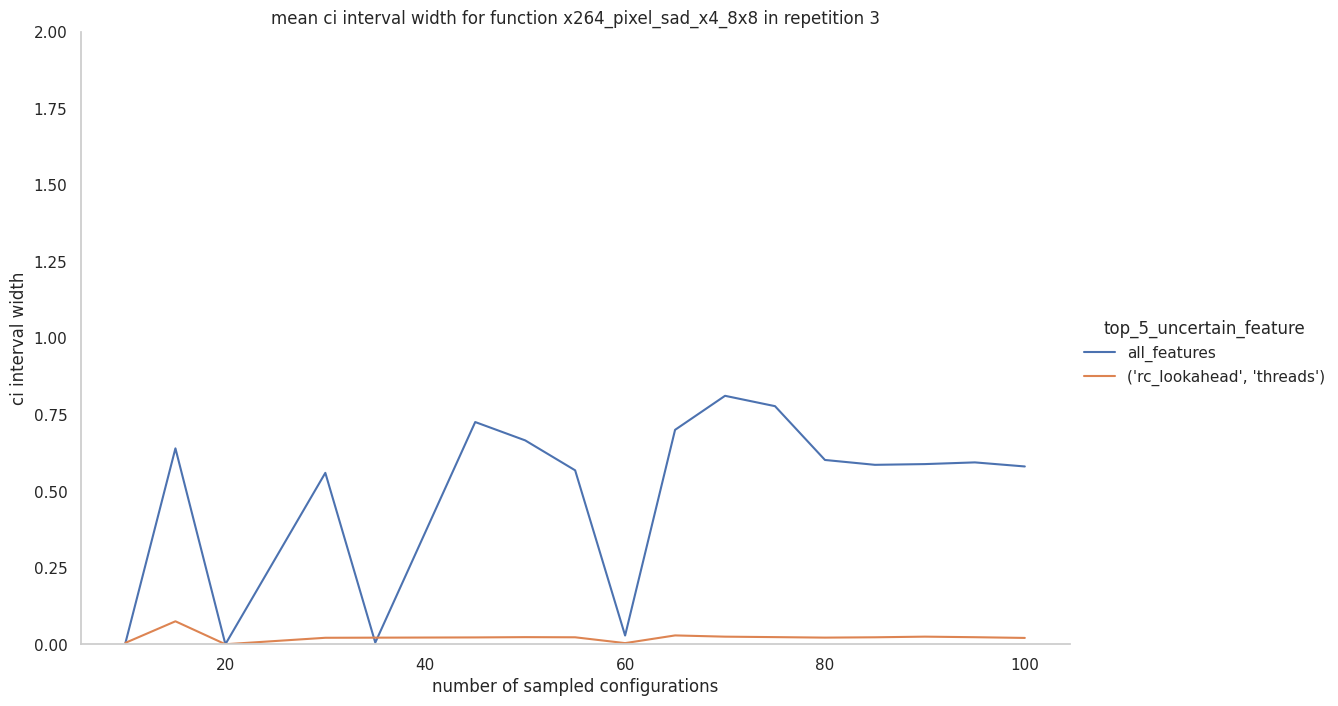 mean ci interval width for function x264_pixel_sad_x4_8x8 in repetition 3
2.00
1.75
1.50
1.25
1.00
0.75
0.50
0.25
0.00
ci interval width
20
40
60
80
100
number of sampled configurations
top_5_uncertain_feature
all_features
('rc_lookahead', 'threads')